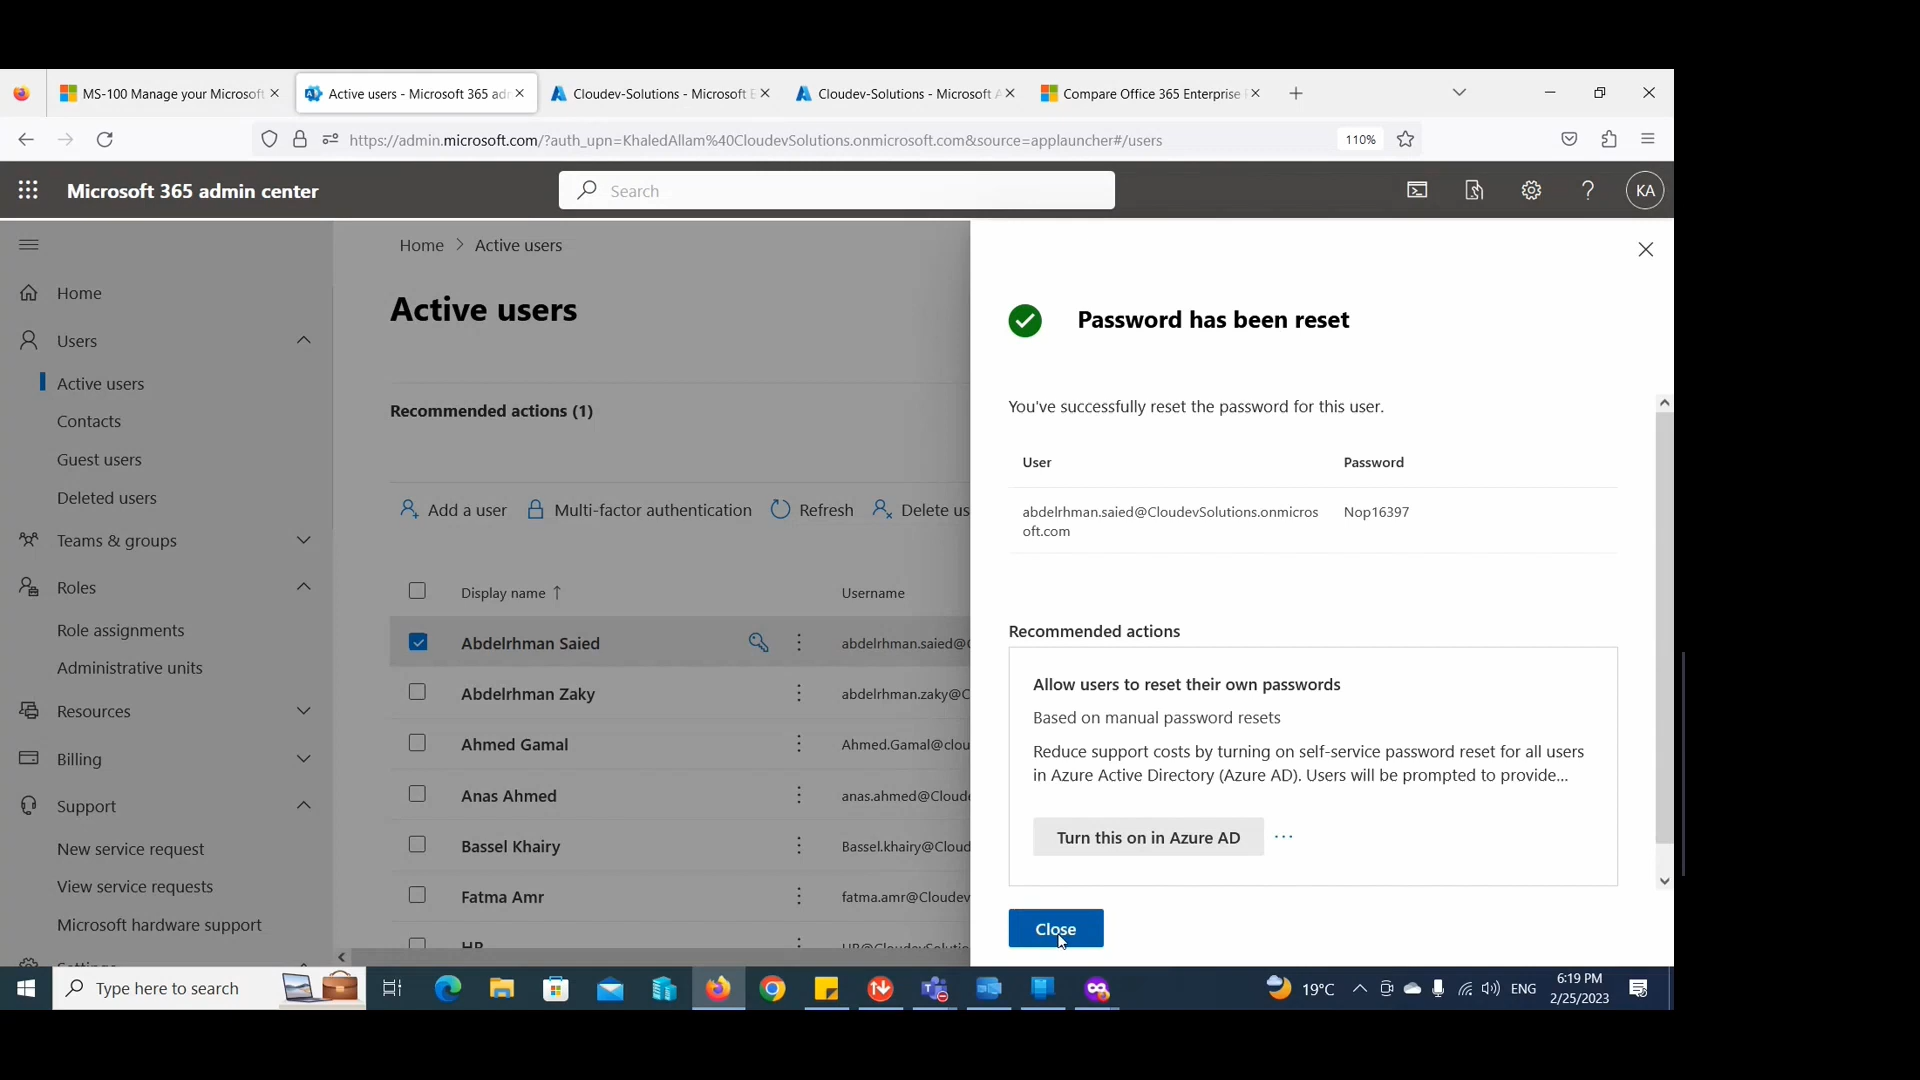 MS-100 Manage your Microsoft
Active users - Microsoft 365 adm
Cloudev-Solutions - Microsoft E
Cloudev-Solutions - Microsoft A
Compare Office 365 Enterprise
https://admin.microsoft.com/?auth_upn=KhaledAllam%40CloudevSolutions.onmicrosoft.com&source=applauncher#/users
110%
Microsoft 365 admin center
Search
KA
Home
Users
Active users
Contacts
Guest users
Deleted users
Teams & groups
Roles
Role assignments
Administrative units
Resources
Billing
Support
New service request
View service requests
Microsoft hardware support
Home > Active users
Active users
Recommended actions (1)
Add a user Multi-factor authentication Refresh Delete us
Display name ↑ Username
Abdelrhman Saied abdelrhman.saied@C
Abdelrhman Zaky abdelrhman.zaky@C
Ahmed Gamal Ahmed.Gamal@clou
Anas Ahmed anas.ahmed@Cloude
Bassel Khairy Bassel.khairy@Cloud
Fatma Amr fatma.amr@Cloudev
HR HR@CloudevSolutio
Password has been reset
You've successfully reset the password for this user.
User Password
abdelrhman.saied@CloudevSolutions.onmicros Nop16397
oft.com
Recommended actions
Allow users to reset their own passwords
Based on manual password resets
Reduce support costs by turning on self-service password reset for all users
in Azure Active Directory (Azure AD). Users will be prompted to provide...
Turn this on in Azure AD
Close
Type here to search
19°C
ENG
6:19 PM
2/25/2023